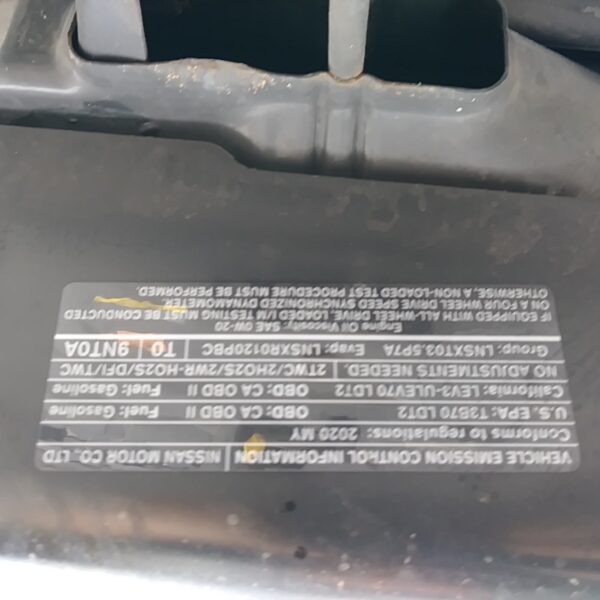 VEHICLE EMISSION CONTROL INFORMATION NISSAN MOTOR CO., LTD
Conforms to regulations: 2020 MY
U.S. EPA: T3B70 LDT2 OBD: CA OBD II Fuel: Gasoline
California: LEV3-ULEV70 LDT2 OBD: CA OBD II Fuel: Gasoline
NO ADJUSTMENTS NEEDED. 2TWC/2HO2S/2WR-HO2S/DFI/TWC
Group: LNSXT03.5P7A Evap: LNSXR0120PBC T0 9NT0A
Engine Oil Viscosity: SAE 0W-20
IF EQUIPPED WITH ALL-WHEEL DRIVE, LOADED I/M TESTING MUST BE CONDUCTED
ON A FOUR WHEEL DRIVE SPEED SYNCHRONIZED DYNAMOMETER.
OTHERWISE, A NON-LOADED TEST PROCEDURE MUST BE PERFORMED.